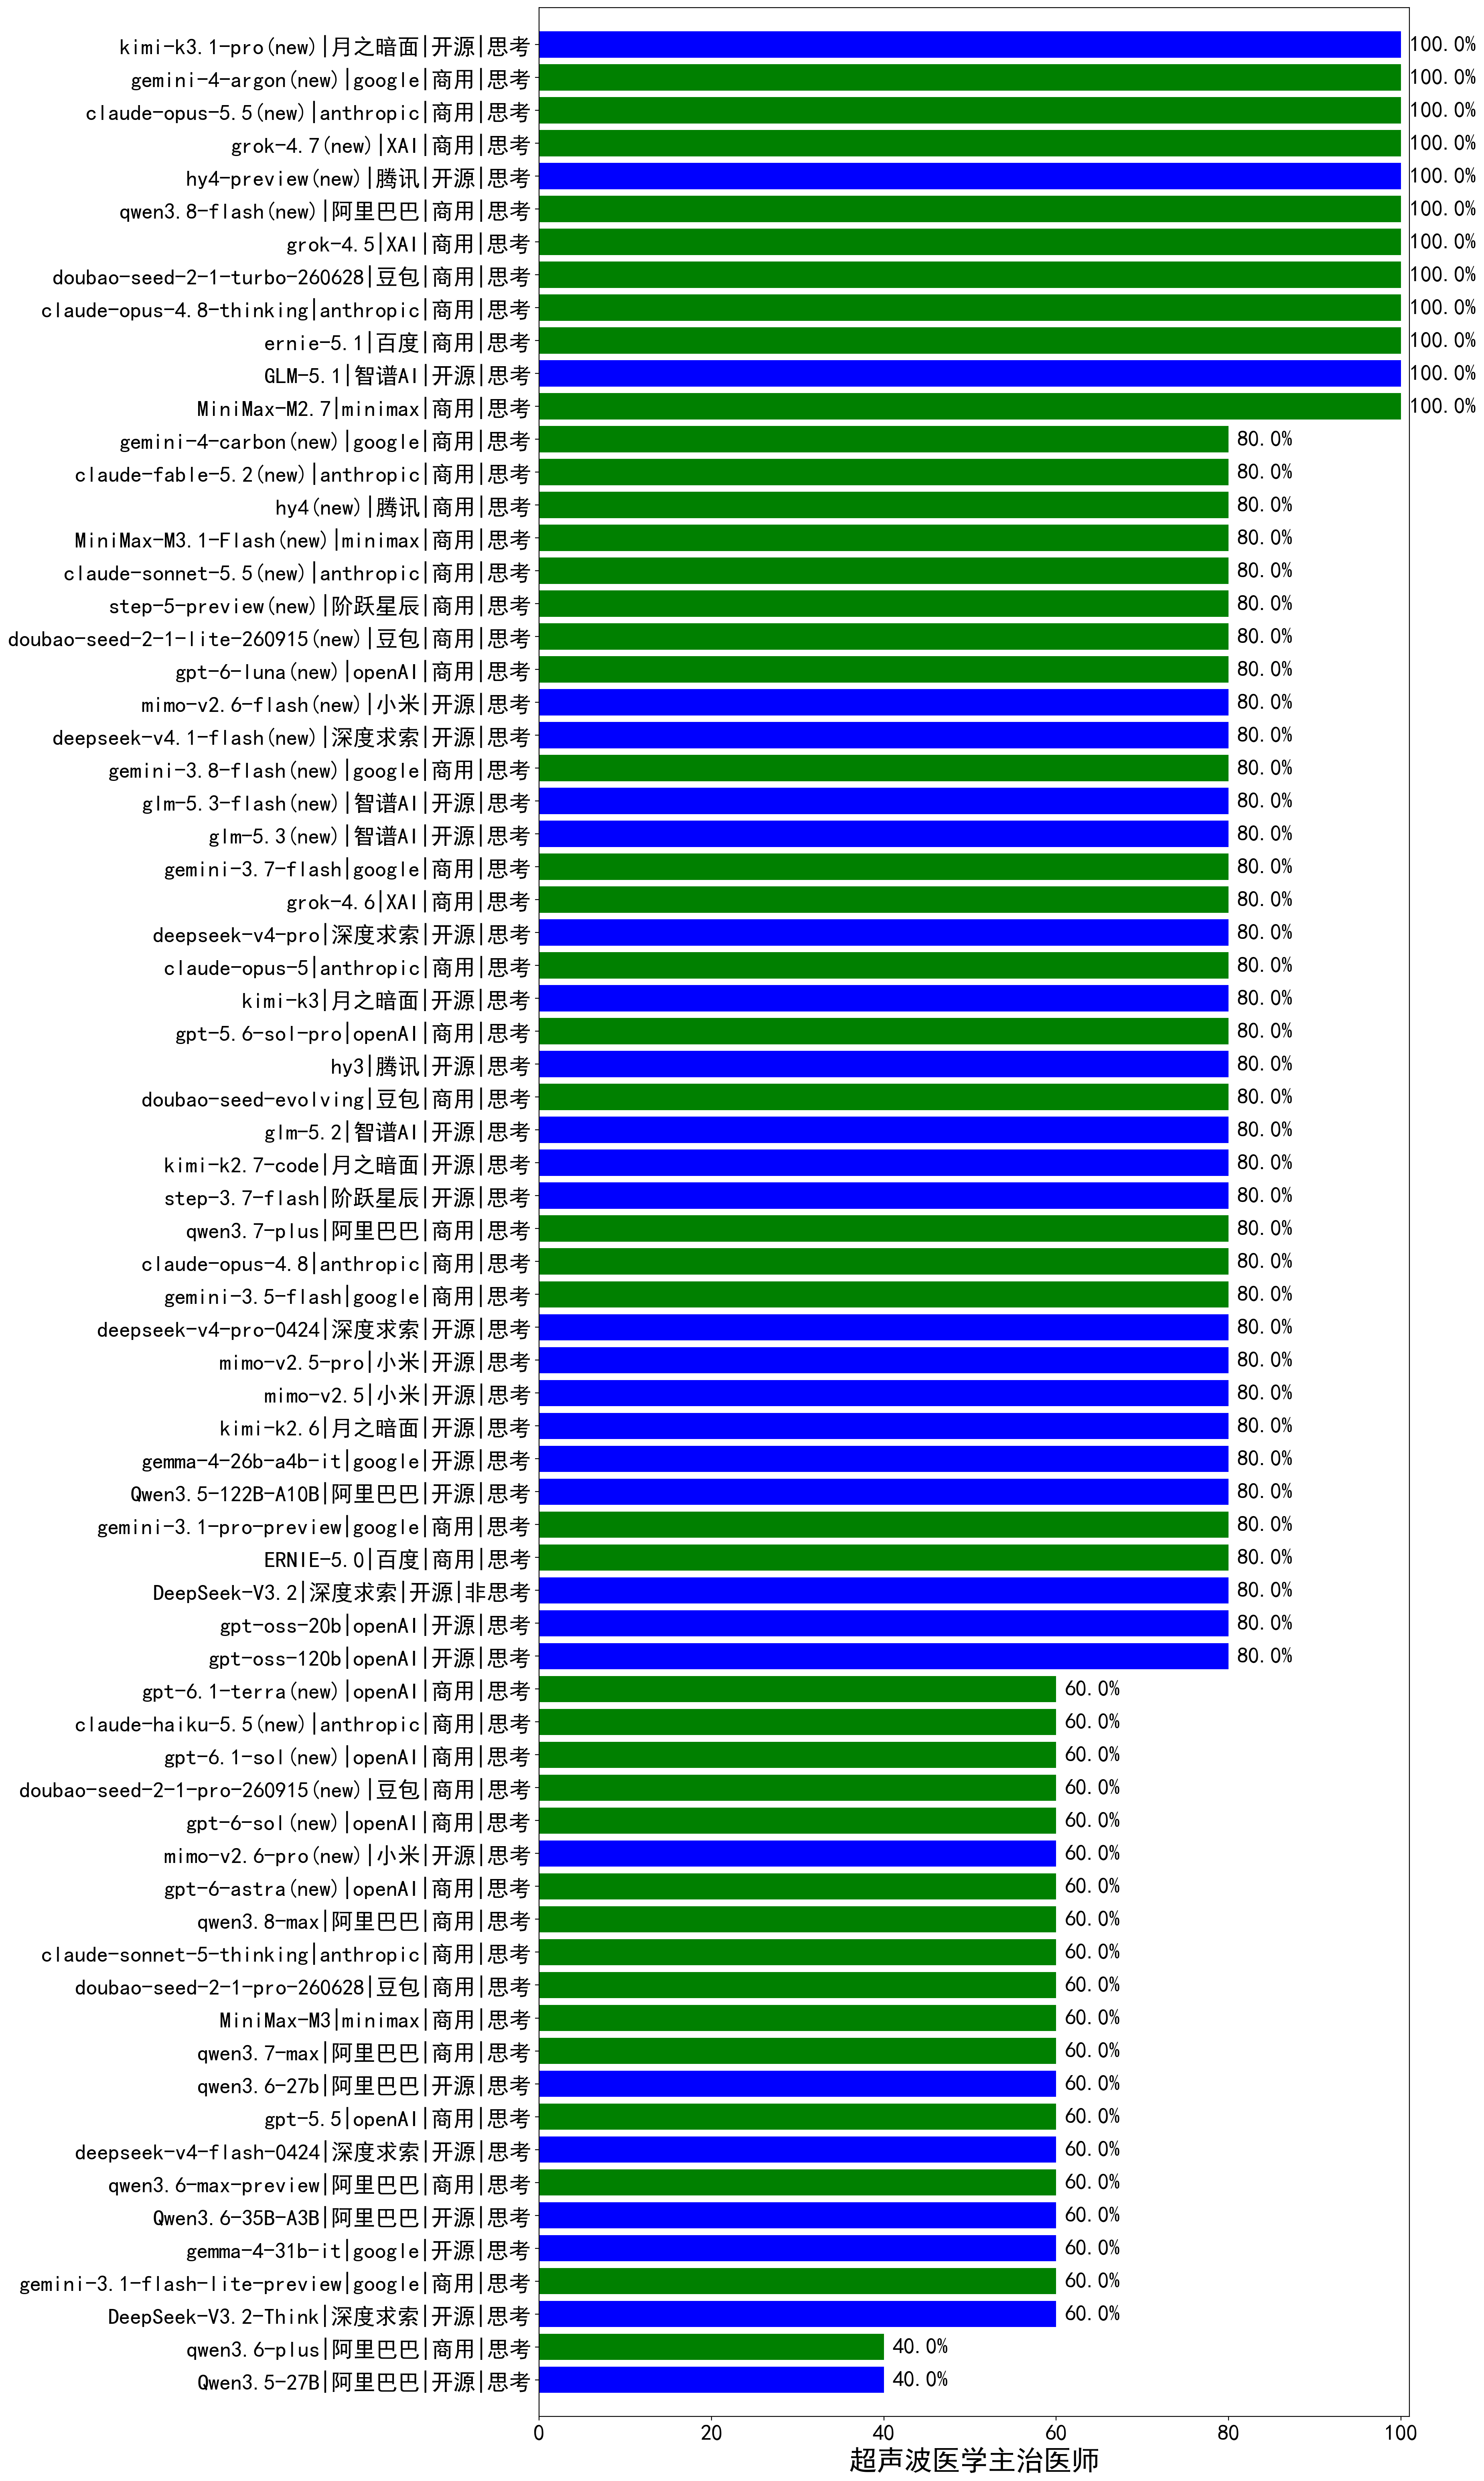 kimi-k3.1-pro(new)|月之暗面|开源|思考 100.0%
gemini-4-argon(new)|google|商用|思考 100.0%
claude-opus-5.5(new)|anthropic|商用|思考 100.0%
grok-4.7(new)|XAI|商用|思考 100.0%
hy4-preview(new)|腾讯|开源|思考 100.0%
qwen3.8-flash(new)|阿里巴巴|商用|思考 100.0%
grok-4.5|XAI|商用|思考 100.0%
doubao-seed-2-1-turbo-260628|豆包|商用|思考 100.0%
claude-opus-4.8-thinking|anthropic|商用|思考 100.0%
ernie-5.1|百度|商用|思考 100.0%
GLM-5.1|智谱AI|开源|思考 100.0%
MiniMax-M2.7|minimax|商用|思考 100.0%
gemini-4-carbon(new)|google|商用|思考 80.0%
claude-fable-5.2(new)|anthropic|商用|思考 80.0%
hy4(new)|腾讯|商用|思考 80.0%
MiniMax-M3.1-Flash(new)|minimax|商用|思考 80.0%
claude-sonnet-5.5(new)|anthropic|商用|思考 80.0%
step-5-preview(new)|阶跃星辰|商用|思考 80.0%
doubao-seed-2-1-lite-260915(new)|豆包|商用|思考 80.0%
gpt-6-luna(new)|openAI|商用|思考 80.0%
mimo-v2.6-flash(new)|小米|开源|思考 80.0%
deepseek-v4.1-flash(new)|深度求索|开源|思考 80.0%
gemini-3.8-flash(new)|google|商用|思考 80.0%
glm-5.3-flash(new)|智谱AI|开源|思考 80.0%
glm-5.3(new)|智谱AI|开源|思考 80.0%
gemini-3.7-flash|google|商用|思考 80.0%
grok-4.6|XAI|商用|思考 80.0%
deepseek-v4-pro|深度求索|开源|思考 80.0%
claude-opus-5|anthropic|商用|思考 80.0%
kimi-k3|月之暗面|开源|思考 80.0%
gpt-5.6-sol-pro|openAI|商用|思考 80.0%
hy3|腾讯|开源|思考 80.0%
doubao-seed-evolving|豆包|商用|思考 80.0%
glm-5.2|智谱AI|开源|思考 80.0%
kimi-k2.7-code|月之暗面|开源|思考 80.0%
step-3.7-flash|阶跃星辰|开源|思考 80.0%
qwen3.7-plus|阿里巴巴|商用|思考 80.0%
claude-opus-4.8|anthropic|商用|思考 80.0%
gemini-3.5-flash|google|商用|思考 80.0%
deepseek-v4-pro-0424|深度求索|开源|思考 80.0%
mimo-v2.5-pro|小米|开源|思考 80.0%
mimo-v2.5|小米|开源|思考 80.0%
kimi-k2.6|月之暗面|开源|思考 80.0%
gemma-4-26b-a4b-it|google|开源|思考 80.0%
Qwen3.5-122B-A10B|阿里巴巴|开源|思考 80.0%
gemini-3.1-pro-preview|google|商用|思考 80.0%
ERNIE-5.0|百度|商用|思考 80.0%
DeepSeek-V3.2|深度求索|开源|非思考 80.0%
gpt-oss-20b|openAI|开源|思考 80.0%
gpt-oss-120b|openAI|开源|思考 80.0%
gpt-6.1-terra(new)|openAI|商用|思考 60.0%
claude-haiku-5.5(new)|anthropic|商用|思考 60.0%
gpt-6.1-sol(new)|openAI|商用|思考 60.0%
doubao-seed-2-1-pro-260915(new)|豆包|商用|思考 60.0%
gpt-6-sol(new)|openAI|商用|思考 60.0%
mimo-v2.6-pro(new)|小米|开源|思考 60.0%
gpt-6-astra(new)|openAI|商用|思考 60.0%
qwen3.8-max|阿里巴巴|商用|思考 60.0%
claude-sonnet-5-thinking|anthropic|商用|思考 60.0%
doubao-seed-2-1-pro-260628|豆包|商用|思考 60.0%
MiniMax-M3|minimax|商用|思考 60.0%
qwen3.7-max|阿里巴巴|商用|思考 60.0%
qwen3.6-27b|阿里巴巴|开源|思考 60.0%
gpt-5.5|openAI|商用|思考 60.0%
deepseek-v4-flash-0424|深度求索|开源|思考 60.0%
qwen3.6-max-preview|阿里巴巴|商用|思考 60.0%
Qwen3.6-35B-A3B|阿里巴巴|开源|思考 60.0%
gemma-4-31b-it|google|开源|思考 60.0%
gemini-3.1-flash-lite-preview|google|商用|思考 60.0%
DeepSeek-V3.2-Think|深度求索|开源|思考 60.0%
qwen3.6-plus|阿里巴巴|商用|思考 40.0%
Qwen3.5-27B|阿里巴巴|开源|思考 40.0%
0 20 40 60 80 100
超声波医学主治医师